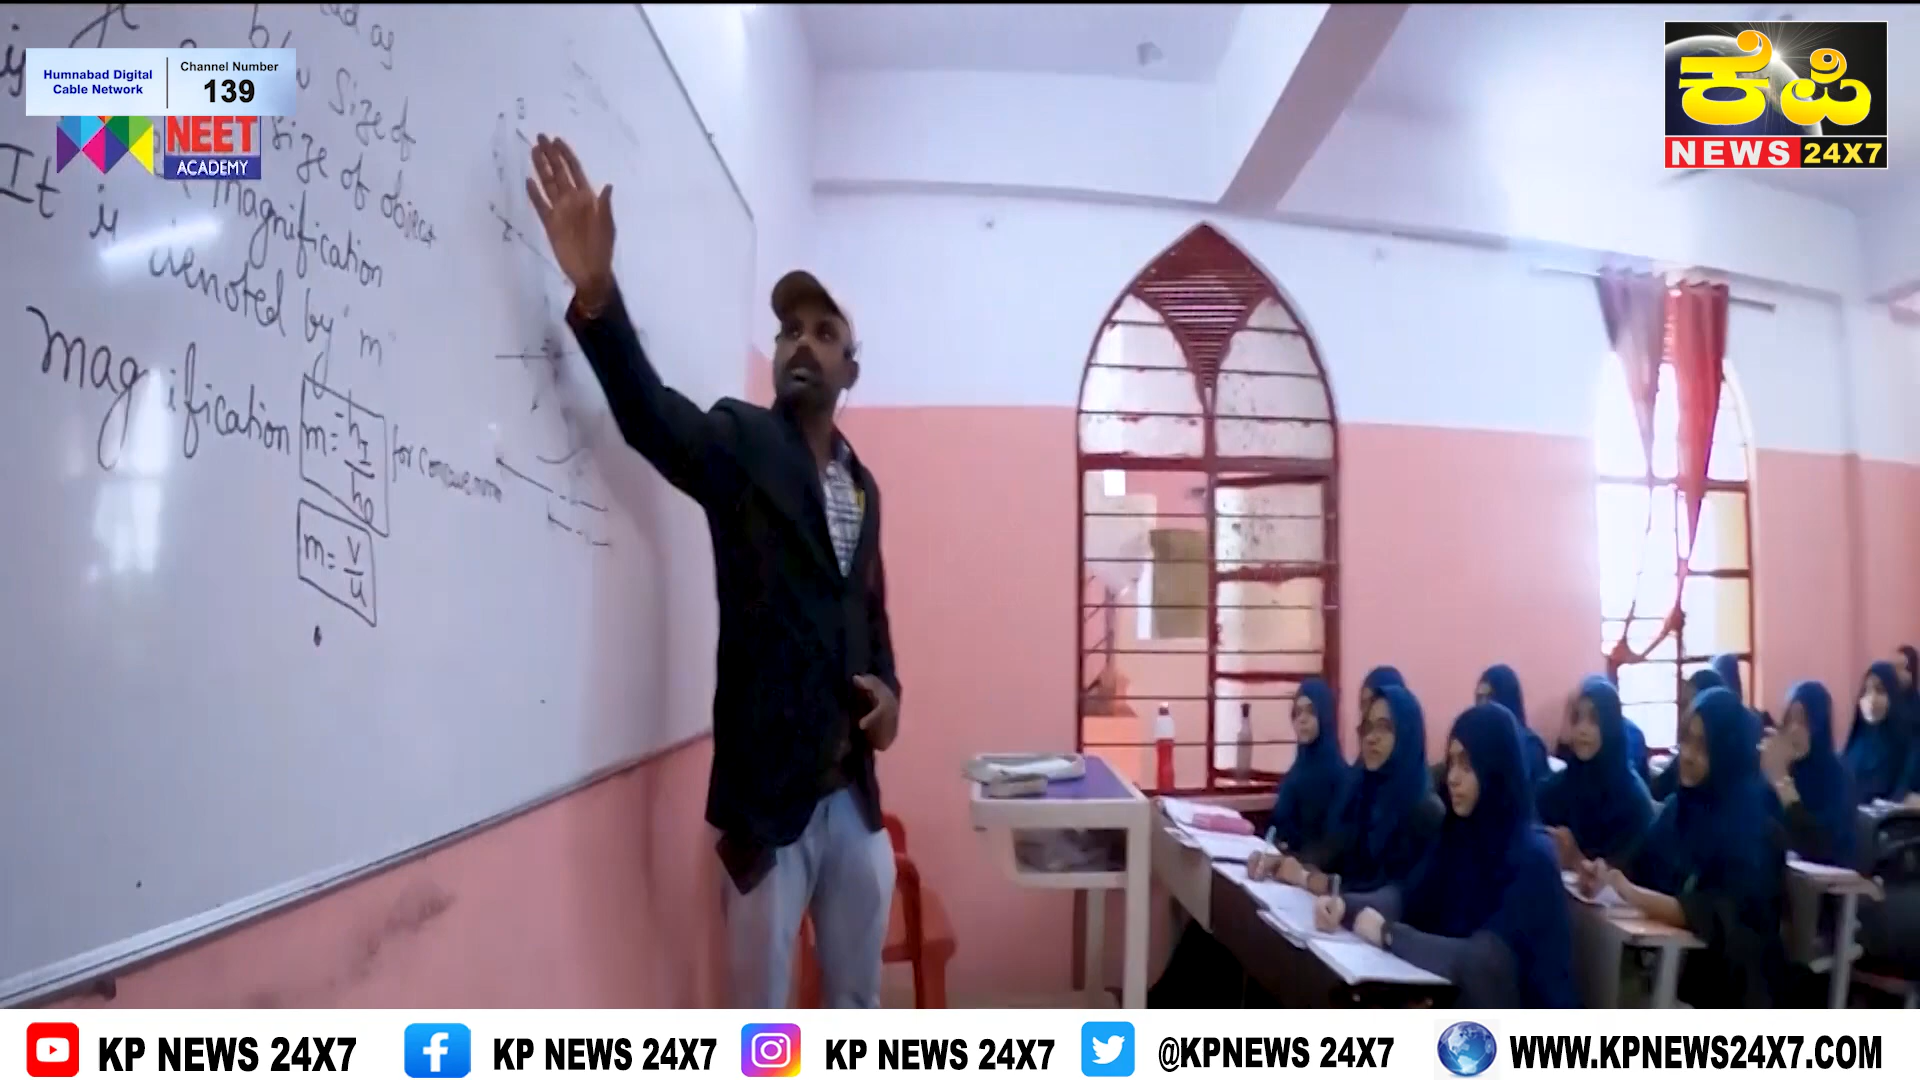 Humnabad Digital
Cable Network
Channel Number
139
NEET
ACADEMY
ಕೆಪಿ
NEWS 24X7
size of
size of object
It is
magnification
denoted by "m"
magnification
m = hI/ho
for concave
m = v/u
KP NEWS 24X7
KP NEWS 24X7
KP NEWS 24X7
@KPNEWS 24X7
WWW.KPNEWS24X7.COM